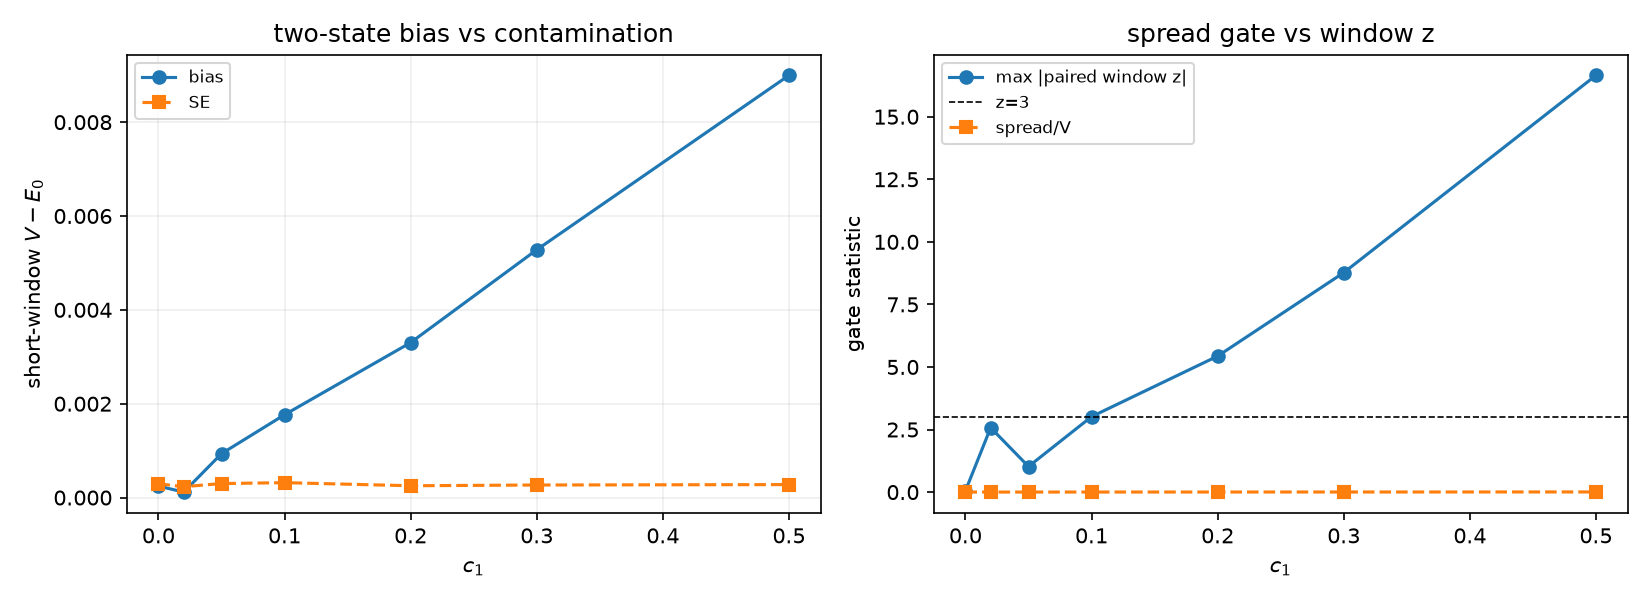 two-state bias vs contamination
bias
SE
short-window V − E₀
0.008
0.006
0.004
0.002
0.000
0.0 0.1 0.2 0.3 0.4 0.5
c₁
spread gate vs window z
max |paired window z|
z=3
spread/V
gate statistic
15.0
12.5
10.0
7.5
5.0
2.5
0.0
0.0 0.1 0.2 0.3 0.4 0.5
c₁